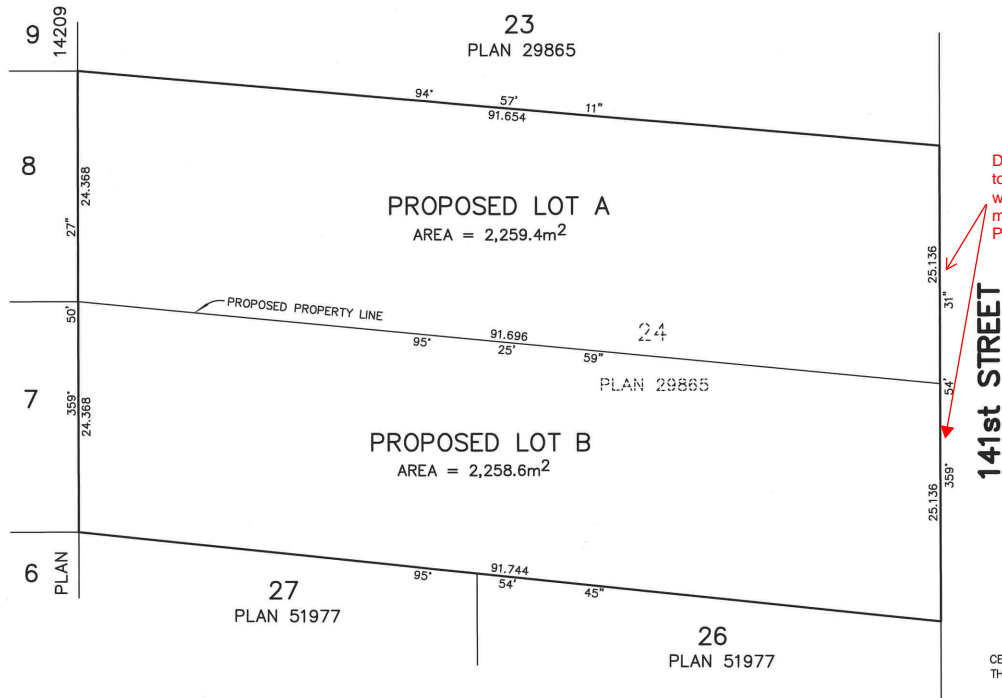 9
14209
23
PLAN 29865
94° 57' 11"
91.654
8
24.368
27"
PROPOSED LOT A
AREA = 2,259.4m²
25.136
31"
50'
PROPOSED PROPERTY LINE
91.696
95° 25' 59"
24
PLAN 29865
54'
141st STREET
7
359°
24.368
PROPOSED LOT B
AREA = 2,258.6m²
359°
25.136
6
PLAN
91.744
95° 54' 45"
27
PLAN 51977
26
PLAN 51977